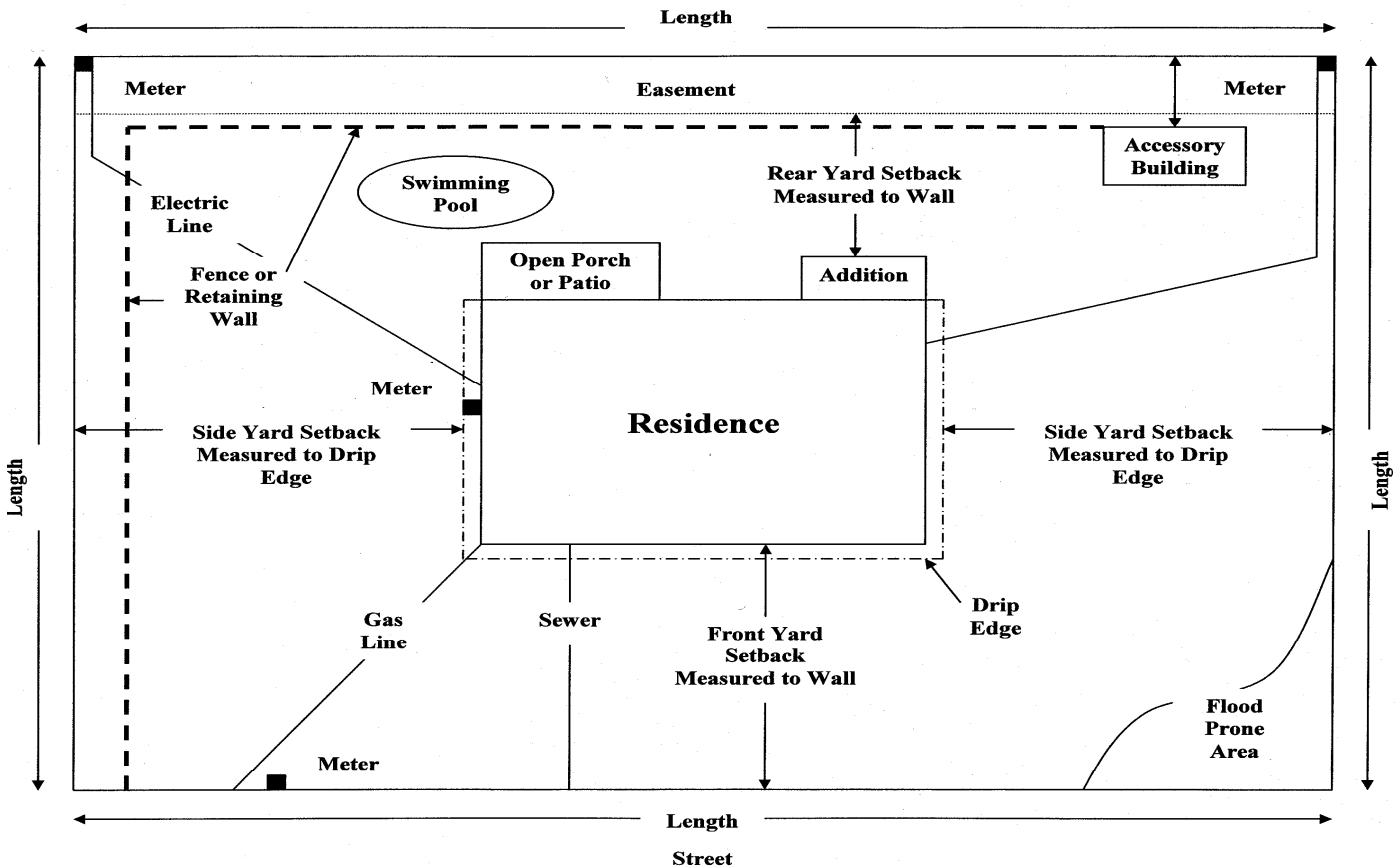 Length
Meter
Easement
Meter
Accessory
Building
Swimming
Pool
Rear Yard Setback
Measured to Wall
Electric
Line
Open Porch
or Patio
Addition
Fence or
Retaining
Wall
Meter
Residence
Side Yard Setback
Measured to Drip
Edge
Side Yard Setback
Measured to Drip
Edge
Length
Length
Gas
Line
Sewer
Front Yard
Setback
Measured to Wall
Drip
Edge
Flood
Prone
Area
Meter
Length
Street